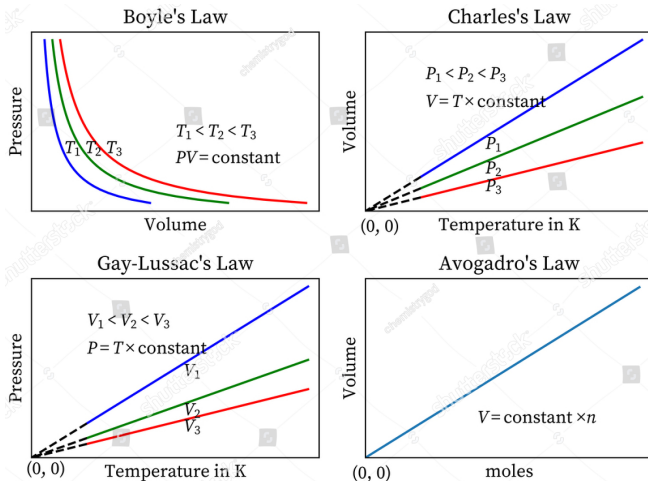 Boyle's Law
Pressure
T₁ < T₂ < T₃
PV = constant
T₁ T₂ T₃
Volume
Charles's Law
Volume
P₁ < P₂ < P₃
V = T × constant
P₁
P₂
P₃
(0, 0)
Temperature in K
Gay-Lussac's Law
Pressure
V₁ < V₂ < V₃
P = T × constant
V₁
V₂
V₃
(0, 0)
Temperature in K
Avogadro's Law
Volume
V = constant × n
(0, 0)
moles
shutterstock
chemistrygod